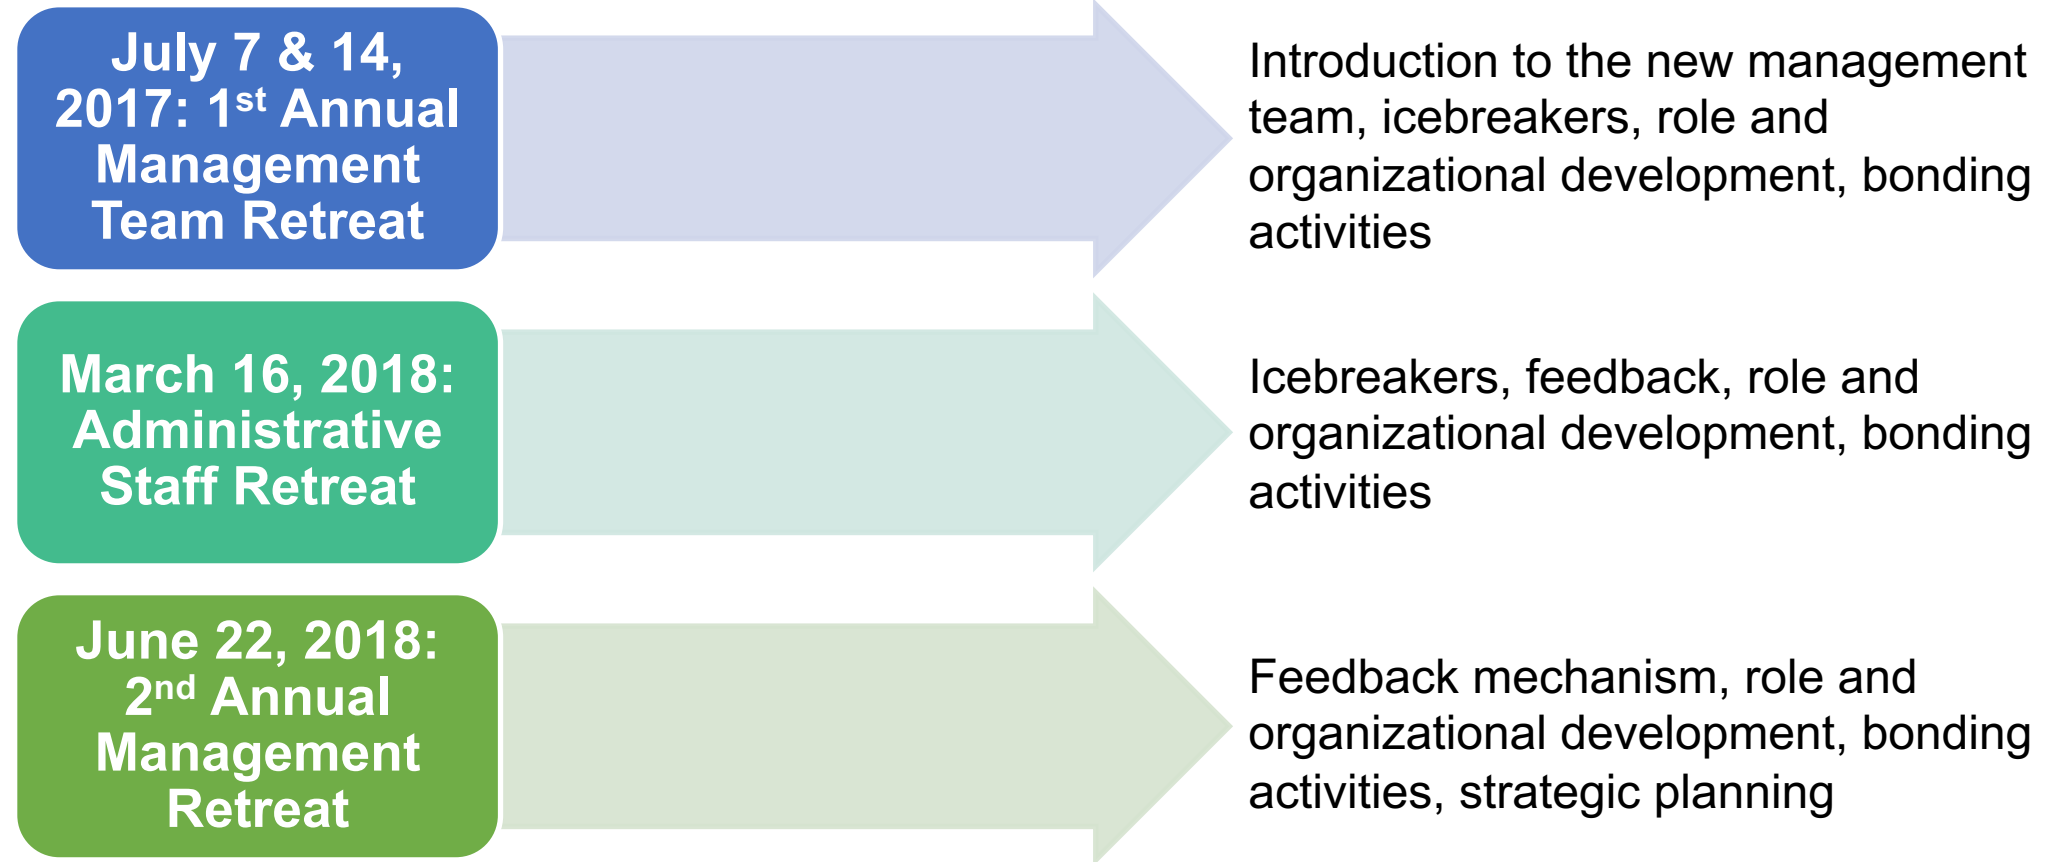 July 7 & 14,
2017: 1st Annual
Management
Team Retreat
Introduction to the new management
team, icebreakers, role and
organizational development, bonding
activities
March 16, 2018:
Administrative
Staff Retreat
Icebreakers, feedback, role and
organizational development, bonding
activities
June 22, 2018:
2nd Annual
Management
Retreat
Feedback mechanism, role and
organizational development, bonding
activities, strategic planning